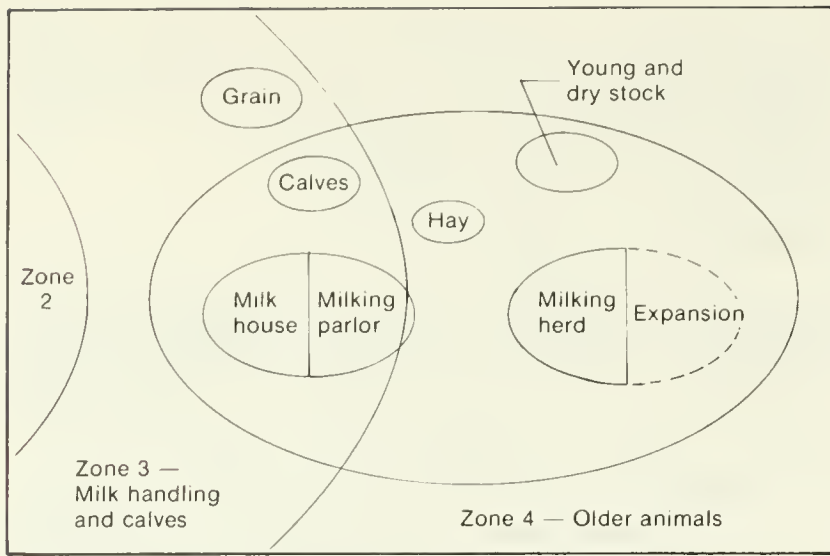 Young and
dry stock
Grain
Calves
Hay
Zone
2
Milk
house
Milking
parlor
Milking
herd
Expansion
Zone 3 —
Milk handling
and calves
Zone 4 — Older animals